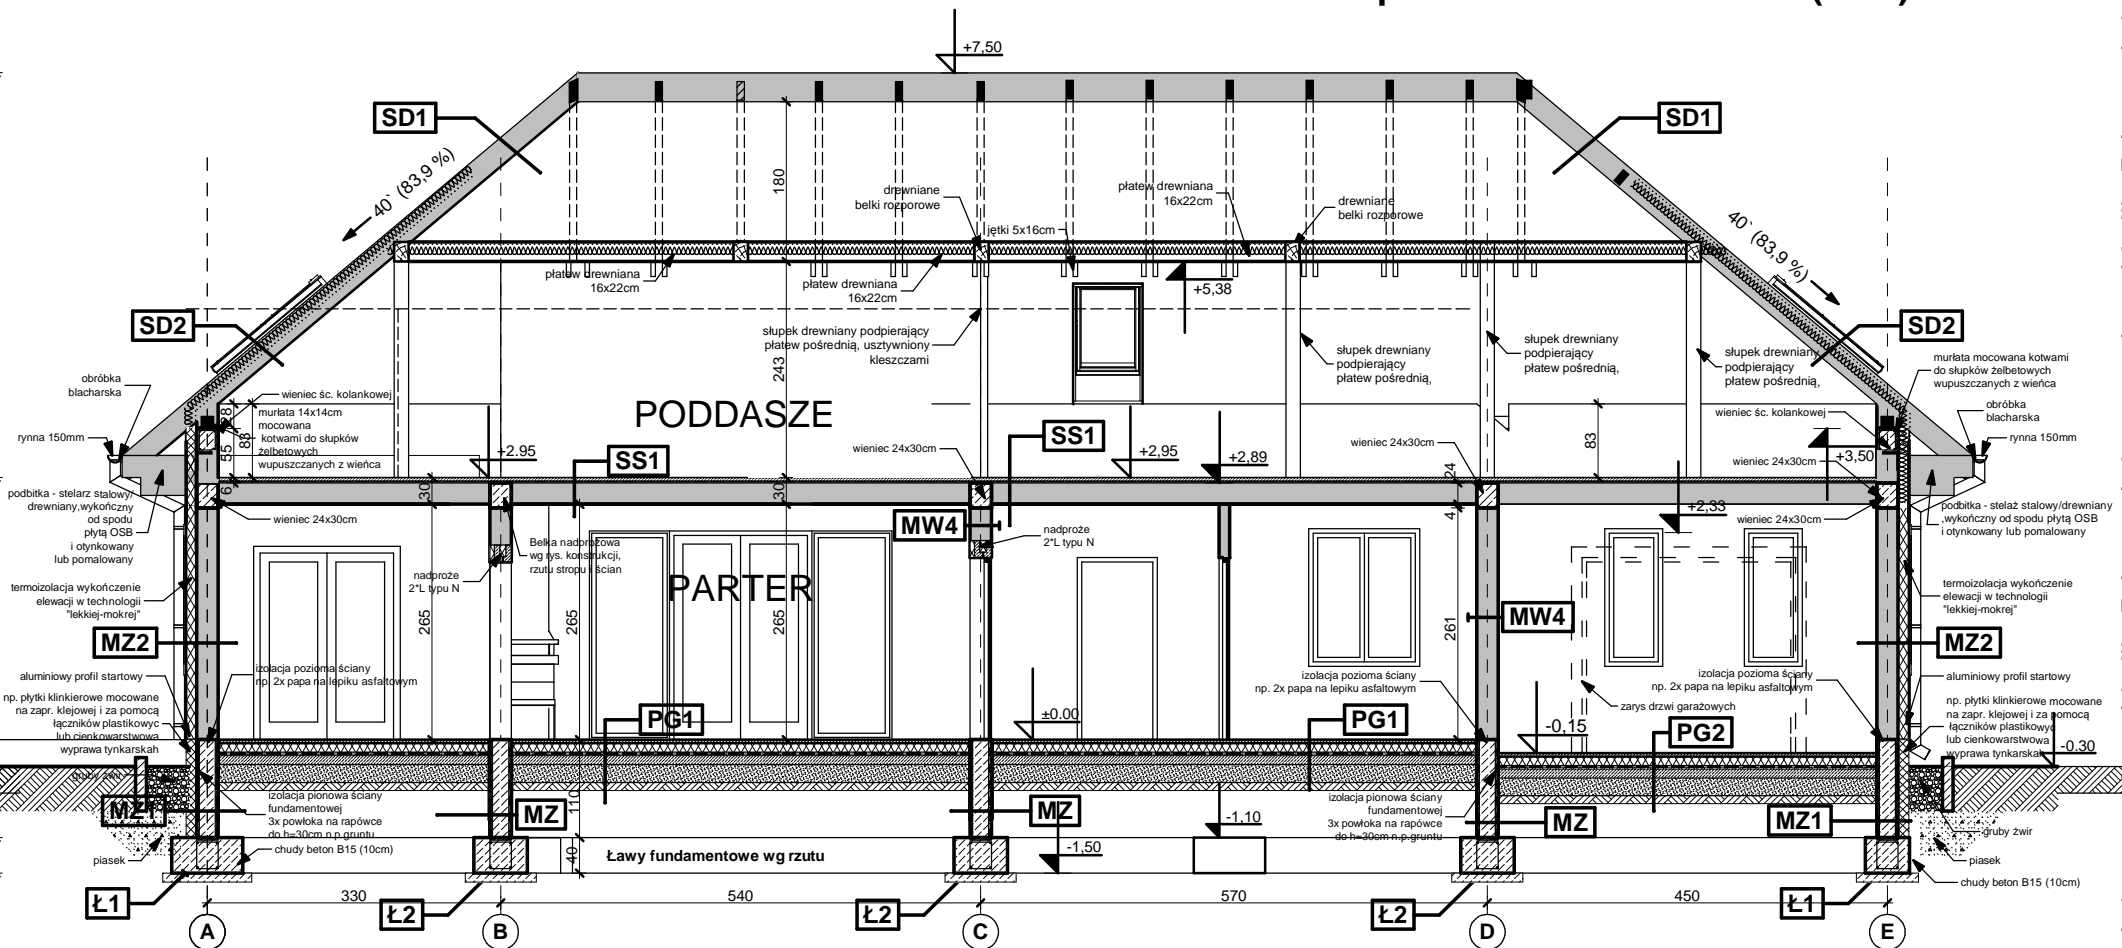 +7,50
SD1
SD1
40` (83,9 %)
40` (83,9 %)
180
drewniane
belki rozporowe
płatew drewniana
16x22cm
drewniane
belki rozporowe
jętki 5x16cm
płatew drewniana
16x22cm
płatew drewniana
16x22cm
+5,38
SD2
SD2
słupek drewniany podpierający
płatew pośrednią, usztywniony
kleszczami
243
słupek drewniany
podpierający
płatew pośrednią,
słupek drewniany
podpierający
płatew pośrednią,
słupek drewniany
podpierający
płatew pośrednią,
murłata mocowana kotwami
do słupków żelbetowych
wupuszczanych z wieńca
obróbka
blacharska
wieniec śc. kolankowej
murłata 14x14cm
mocowana
kotwami do słupków
żelbetowych
wupuszczanych z wieńca
28
55
83
6
PODDASZE
wieniec śc. kolankowej
obróbka
blacharska
rynna 150mm
rynna 150mm
+2.95
SS1
wieniec 24x30cm
SS1
+2,95
+2,89
wieniec 24x30cm
83
+3,50
wieniec 24x30cm
24
30
30
podbitka - stelarz stalowy/
drewniany,wykończny
od spodu
płytą OSB
i otynkowany
lub pomalowany
wieniec 24x30cm
MW4
nadproże
2*L typu N
4
+2,33
wieniec 24x30cm
podbitka - stelaż stalowy/drewniany
,wykończny od spodu płytą OSB
i otynkowany lub pomalowany
Belka nadprożowa
wg rys. konstrukcji,
rzutu stropu i ścian
nadproże
2*L typu N
PARTER
termoizolacja wykończenie
elewacji w technologii
"lekkiej-mokrej"
termoizolacja wykończenie
elewacji w technologii
"lekkiej-mokrej"
265
265
265
261
MW4
MZ2
MZ2
aluminiowy profil startowy
izolacja pozioma ściany
np. 2x papa na lepiku asfaltowym
izolacja pozioma ściany
np. 2x papa na lepiku asfaltowym
izolacja pozioma ściany
np. 2x papa na lepiku asfaltowym
aluminiowy profil startowy
np. płytki klinkierowe mocowane
na zapr. klejowej i za pomocą
łączników plastikowyc
lub cienkowarstwowa
wyprawa tynkarskah
zarys drzwi garażowych
np. płytki klinkierowe mocowane
na zapr. klejowej i za pomocą
łączników plastikowyc
lub cienkowarstwowa
wyprawa tynkarskah
PG1
±0.00
PG1
-0,15
PG2
-0.30
gruby żwir
MZ1
izolacja pionowa ściany
fundamentowej
3x powłoka na rapówce
do h=30cm n.p.gruntu
110
MZ
MZ
-1,10
izolacja pionowa ściany
fundamentowej
3x powłoka na rapówce
do h=30cm n.p.gruntu
MZ
MZ1
gruby żwir
piasek
chudy beton B15 (10cm)
40
Ławy fundamentowe wg rzutu
-1,50
piasek
chudy beton B15 (10cm)
Ł1
330
Ł2
540
Ł2
570
Ł2
450
Ł1
A
B
C
D
E